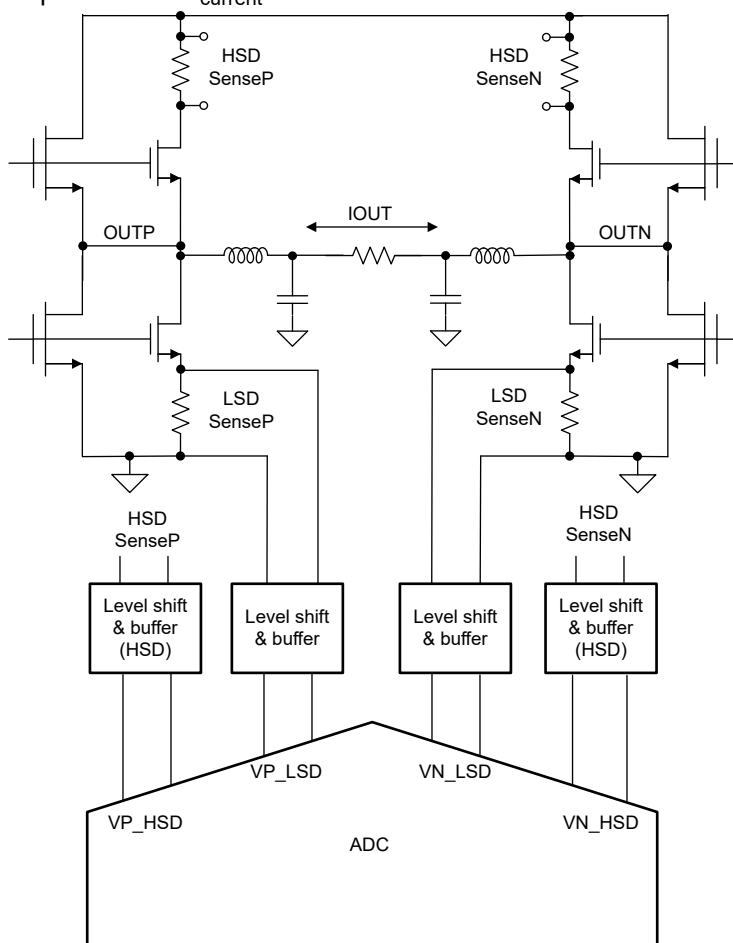 current
HSD
SenseP
HSD
SenseN
IOUT
OUTP
OUTN
LSD
SenseP
LSD
SenseN
HSD
SenseP
HSD
SenseN
Level shift
& buffer
(HSD)
Level shift
& buffer
Level shift
& buffer
Level shift
& buffer
(HSD)
VP_LSD
VN_LSD
VP_HSD
VN_HSD
ADC